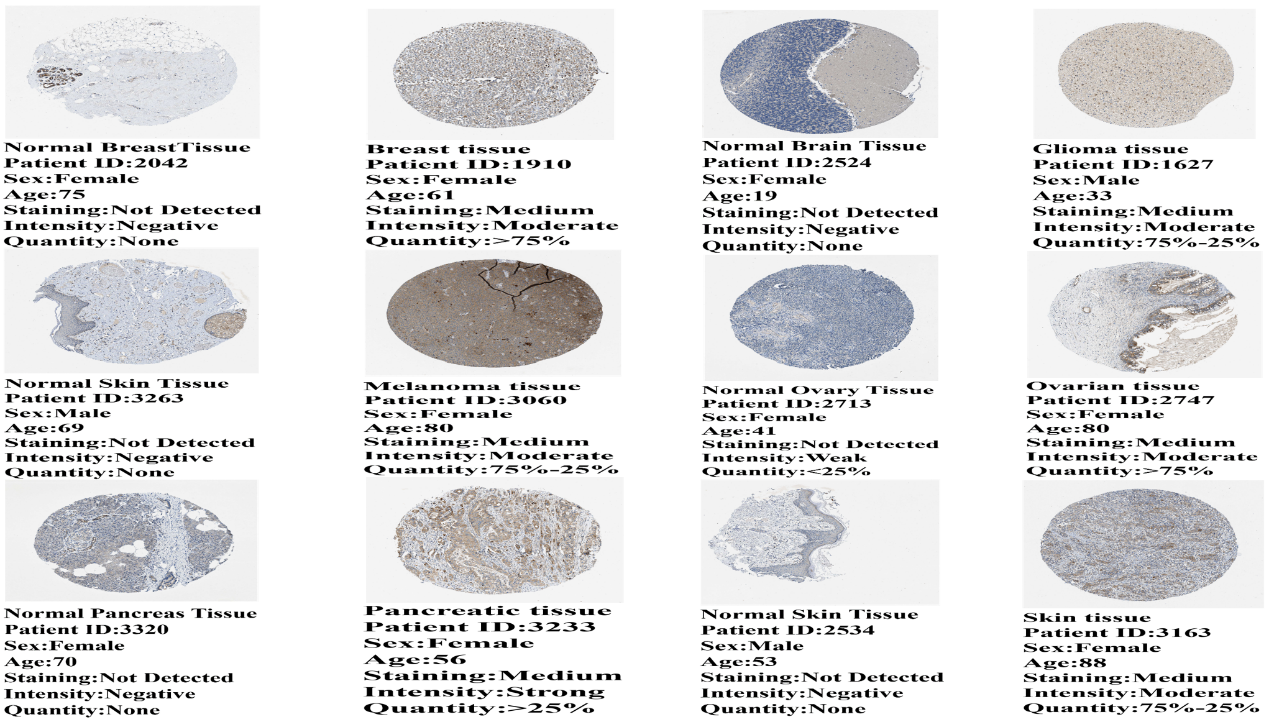 Normal BreastTissue
Patient ID:2042
Sex:Female
Age:75
Staining:Not Detected
Intensity:Negative
Quantity:None
Breast tissue
Patient ID:1910
Sex:Female
Age:61
Staining:Medium
Intensity:Moderate
Quantity:>75%
Normal Brain Tissue
Patient ID:2524
Sex:Female
Age:19
Staining:Not Detected
Intensity:Negative
Quantity:None
Glioma tissue
Patient ID:1627
Sex:Male
Age:33
Staining:Medium
Intensity:Moderate
Quantity:75%-25%
Normal Skin Tissue
Patient ID:3263
Sex:Male
Age:69
Staining:Not Detected
Intensity:Negative
Quantity:None
Melanoma tissue
Patient ID:3060
Sex:Female
Age:80
Staining:Medium
Intensity:Moderate
Quantity:75%-25%
Normal Ovary Tissue
Patient ID:2713
Sex:Female
Age:41
Staining:Not Detected
Intensity:Weak
Quantity:<25%
Ovarian tissue
Patient ID:2747
Sex:Female
Age:80
Staining:Medium
Intensity:Moderate
Quantity:>75%
Normal Pancreas Tissue
Patient ID:3320
Sex:Female
Age:70
Staining:Not Detected
Intensity:Negative
Quantity:None
Pancreatic tissue
Patient ID:3233
Sex:Female
Age:56
Staining:Medium
Intensity:Strong
Quantity:>25%
Normal Skin Tissue
Patient ID:2534
Sex:Male
Age:53
Staining:Not Detected
Intensity:Negative
Quantity:None
Skin tissue
Patient ID:3163
Sex:Female
Age:88
Staining:Medium
Intensity:Moderate
Quantity:75%-25%